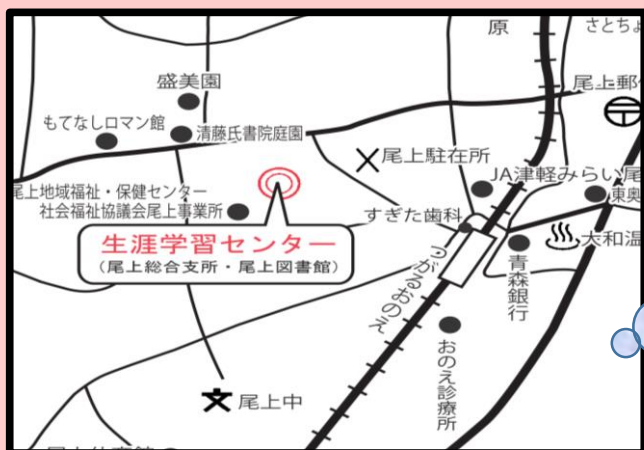 原
さとちょ
盛美園
尾上郵
もてなしロマン館
清藤氏書院庭園
尾上駐在所
JA津軽みらい尾
尾上地域福祉・保健センター
社会福祉協議会尾上事業所
東奥
すぎた歯科
生涯学習センター
(尾上総合支所・尾上図書館)
つがるおのえ
青森銀行
大和温
おのえ診療所
尾上中